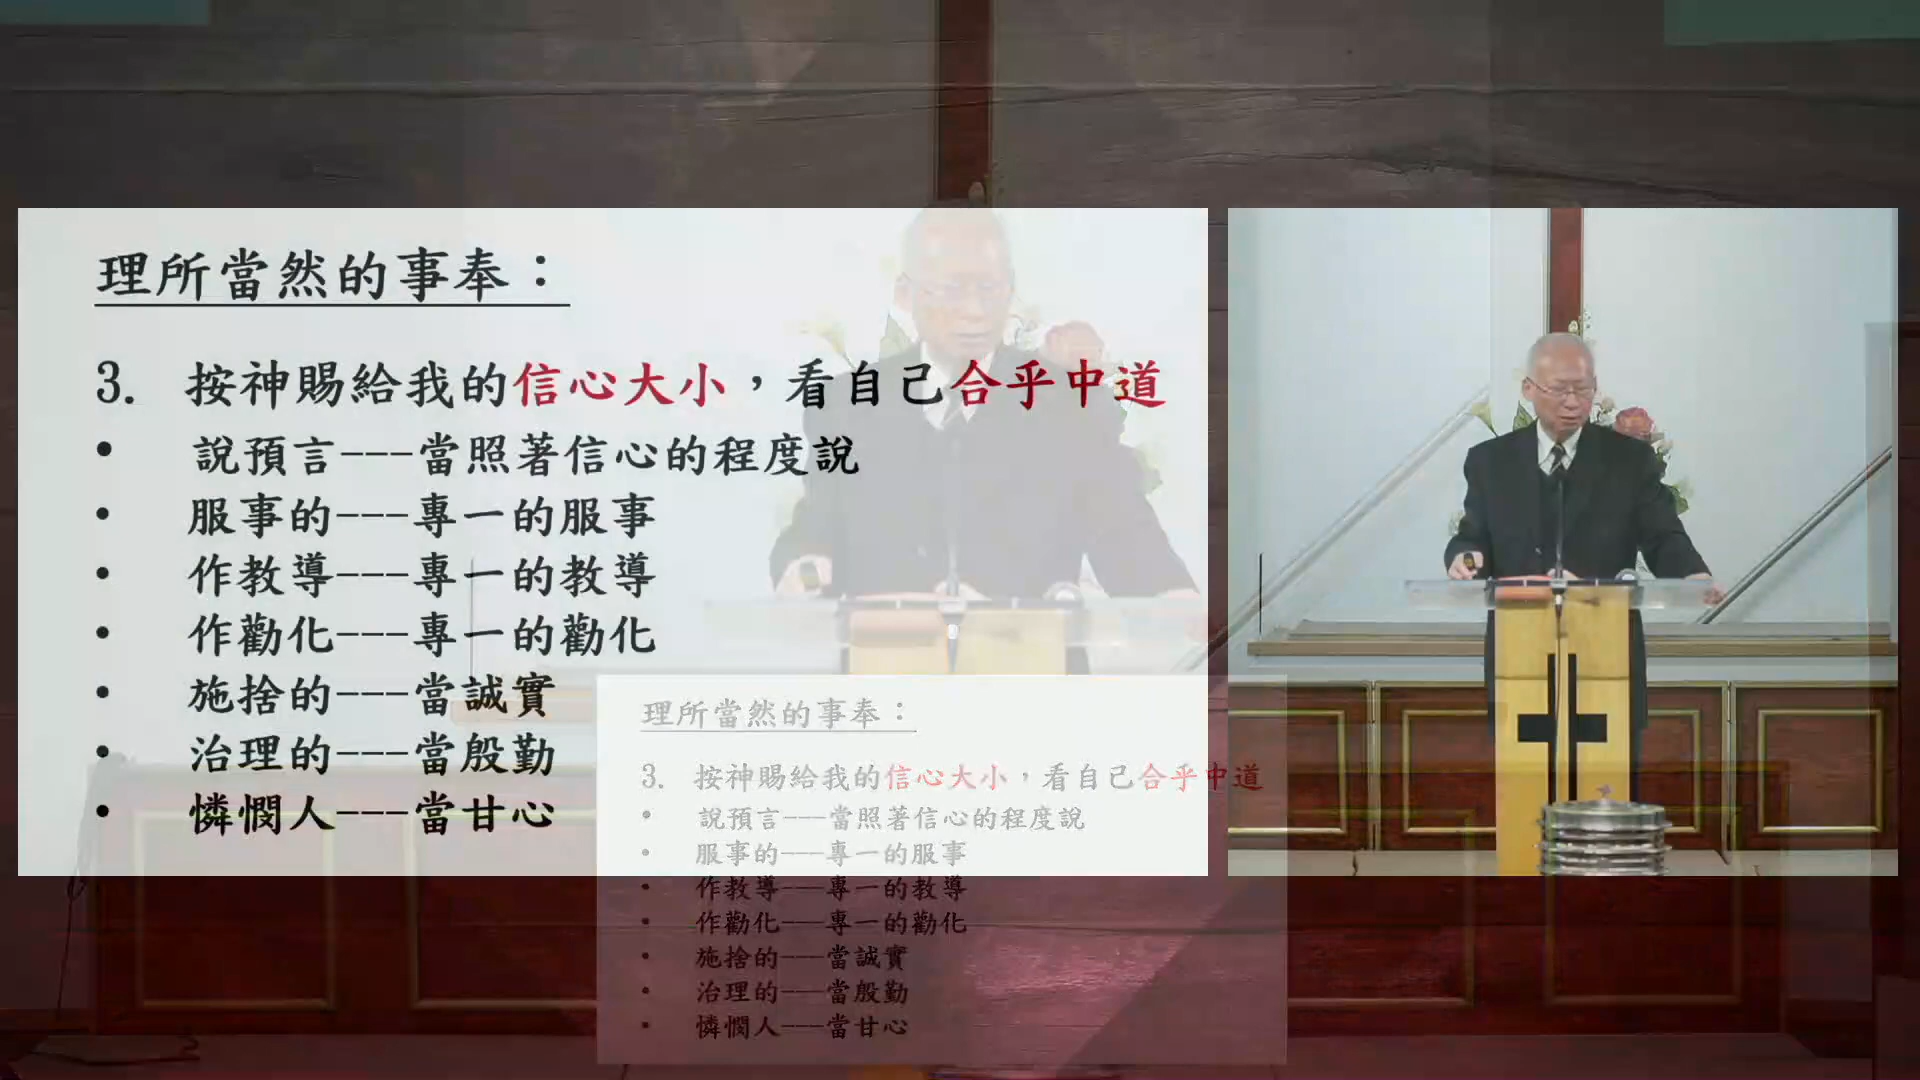 理所當然的事奉：
3. 按神賜給我的信心大小，看自己合乎中道
• 說預言---當照著信心的程度說
• 服事的---專一的服事
• 作教導---專一的教導
• 作勸化---專一的勸化
• 施捨的---當誠實
• 治理的---當殷勤
• 憐憫人---當甘心
理所當然的事奉：
3. 按神賜給我的信心大小，看自己合乎中道
• 說預言---當照著信心的程度說
• 服事的---專一的服事
• 作教導---專一的教導
• 作勸化---專一的勸化
• 施捨的---當誠實
• 治理的---當殷勤
• 憐憫人---當甘心